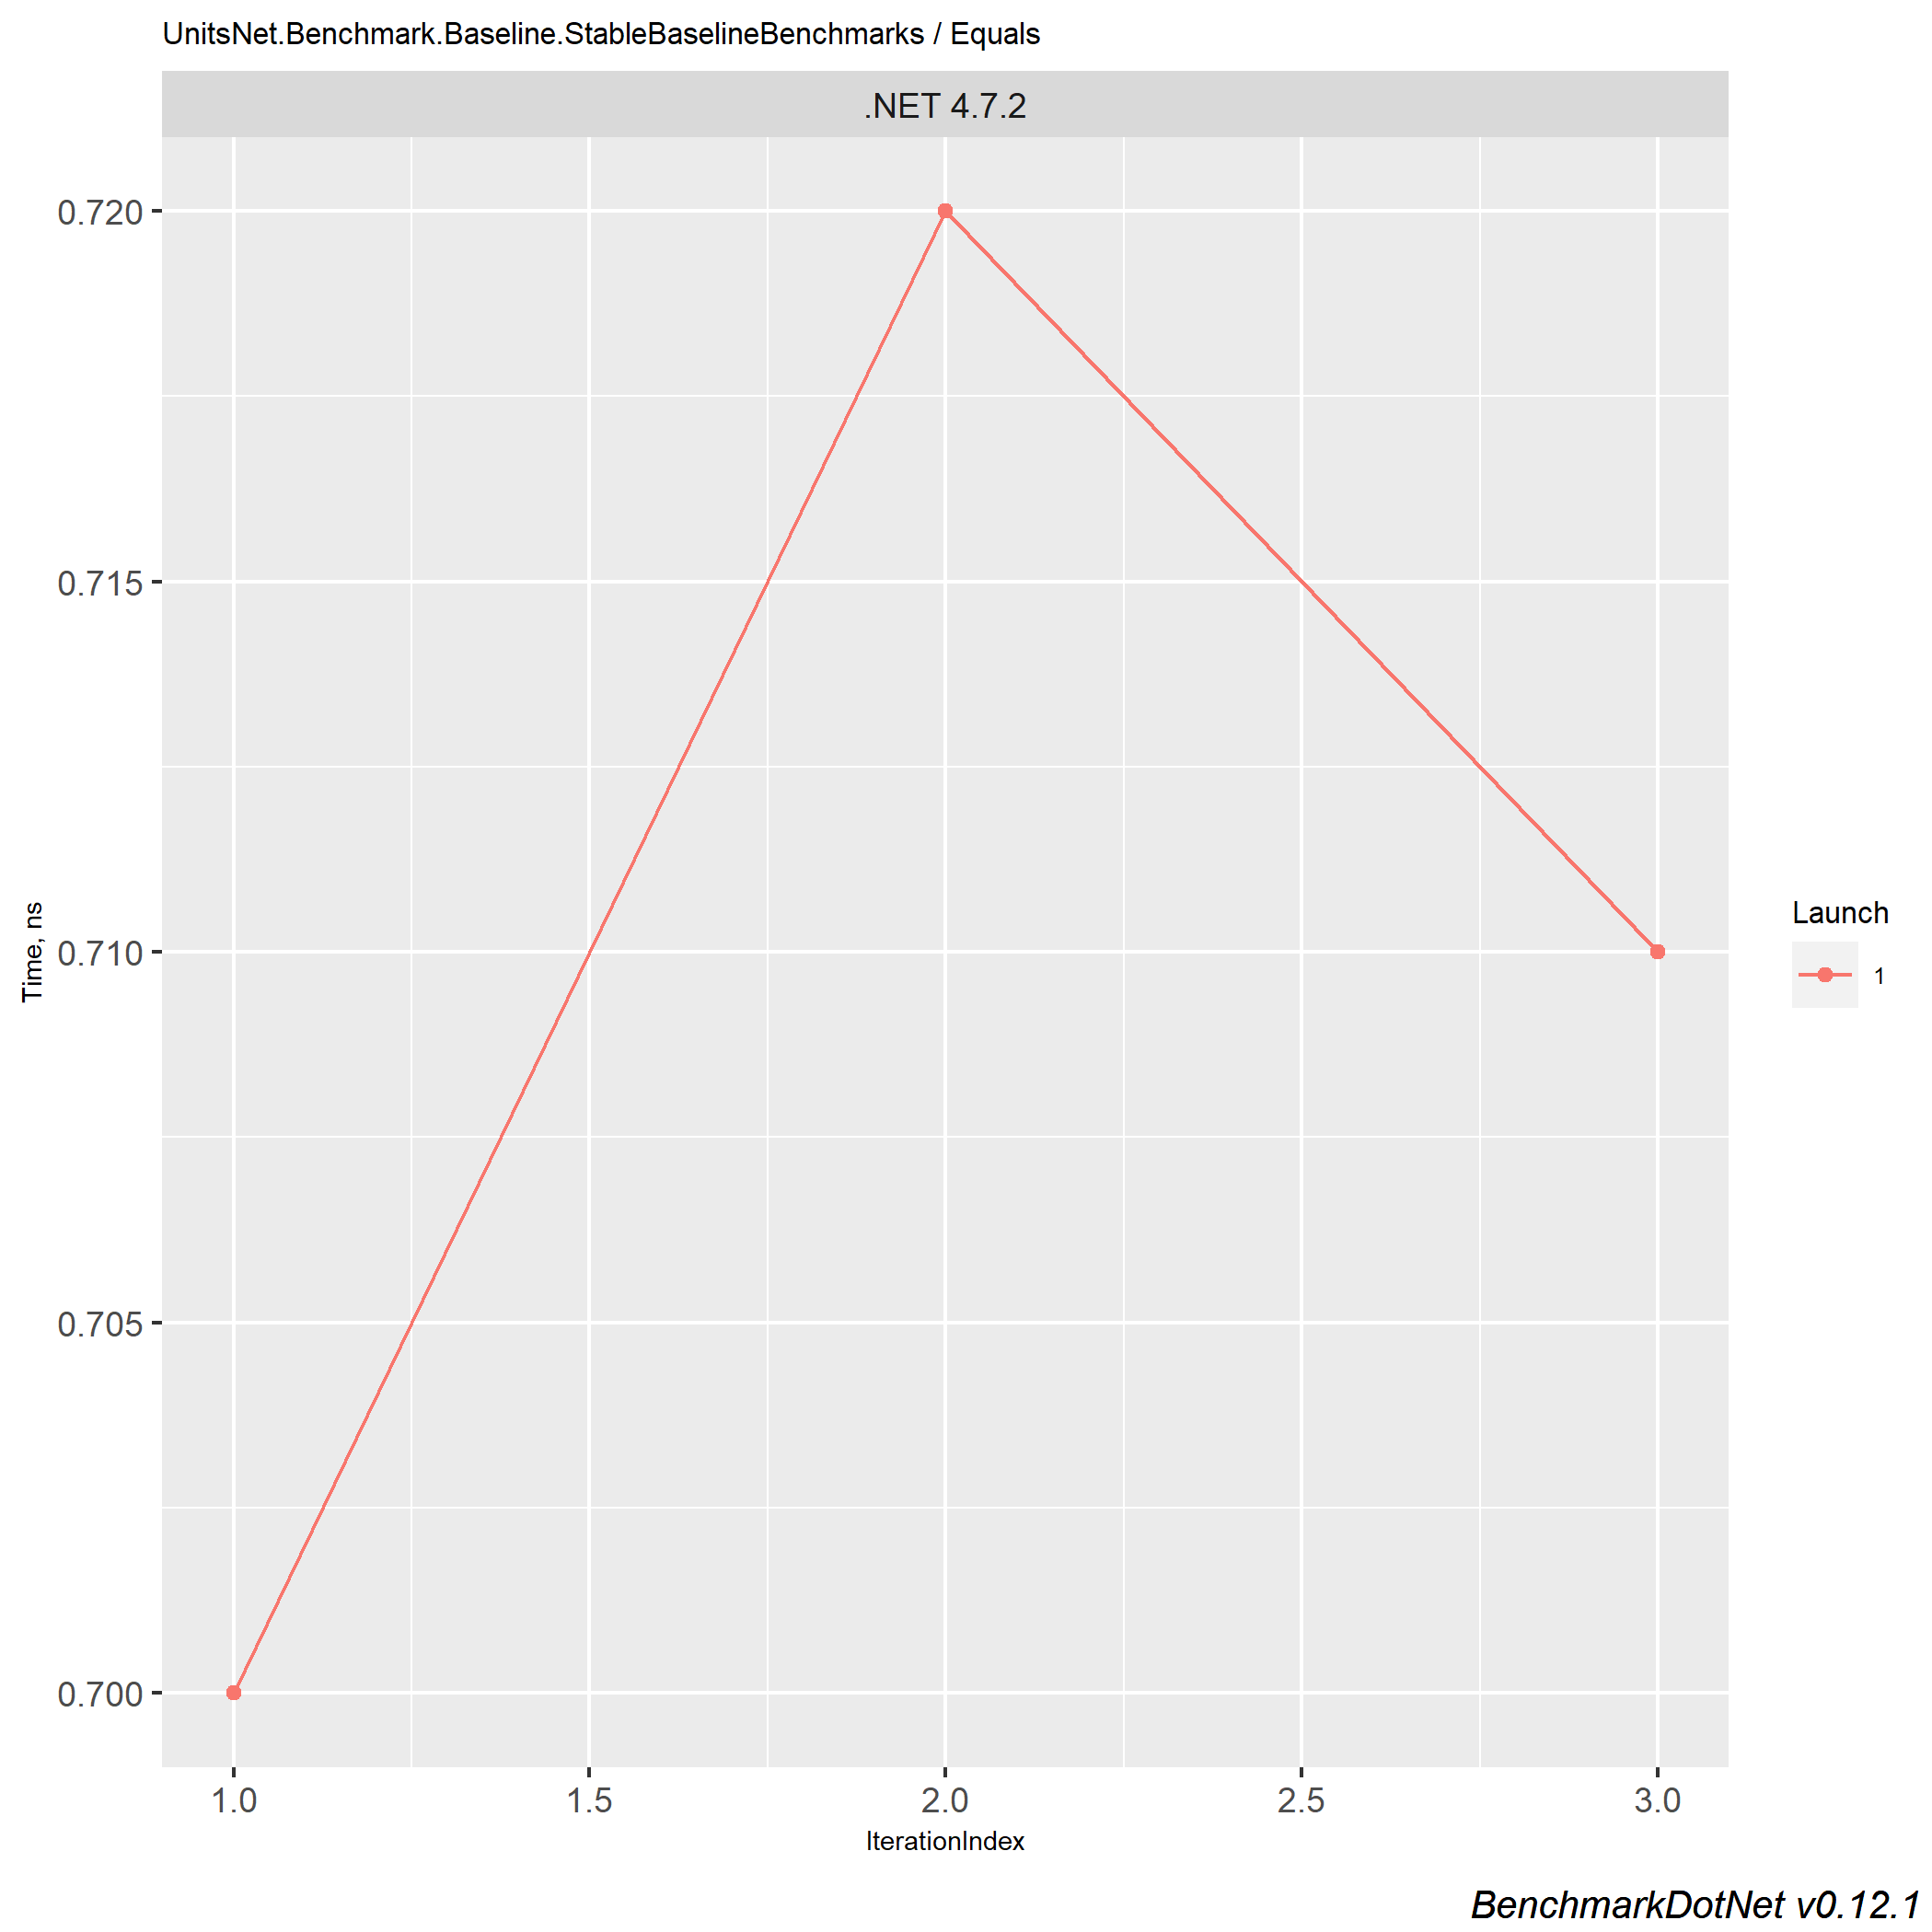 UnitsNet.Benchmark.Baseline.StableBaselineBenchmarks / Equals
.NET 4.7.2
0.720
0.715
0.710
0.705
0.700
Time, ns
1.0 1.5 2.0 2.5 3.0
IterationIndex
Launch
1
BenchmarkDotNet v0.12.1